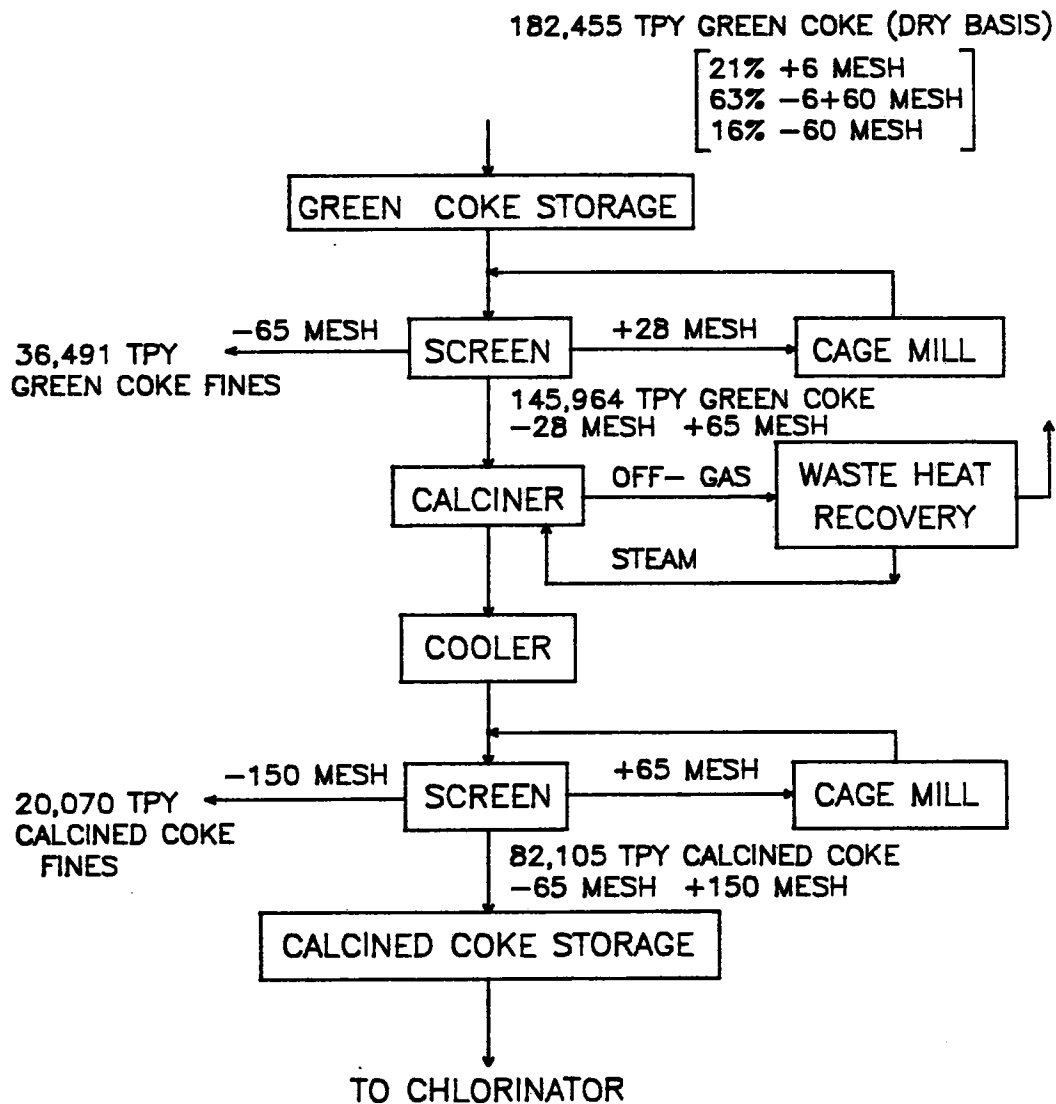 182,455 TPY GREEN COKE (DRY BASIS)
21% +6 MESH
63% -6+60 MESH
16% -60 MESH
GREEN COKE STORAGE
-65 MESH
SCREEN
+28 MESH
CAGE MILL
36,491 TPY
GREEN COKE FINES
145,964 TPY GREEN COKE
-28 MESH +65 MESH
CALCINER
OFF- GAS
WASTE HEAT
RECOVERY
STEAM
COOLER
-150 MESH
SCREEN
+65 MESH
CAGE MILL
20,070 TPY
CALCINED COKE
FINES
82,105 TPY CALCINED COKE
-65 MESH +150 MESH
CALCINED COKE STORAGE
TO CHLORINATOR